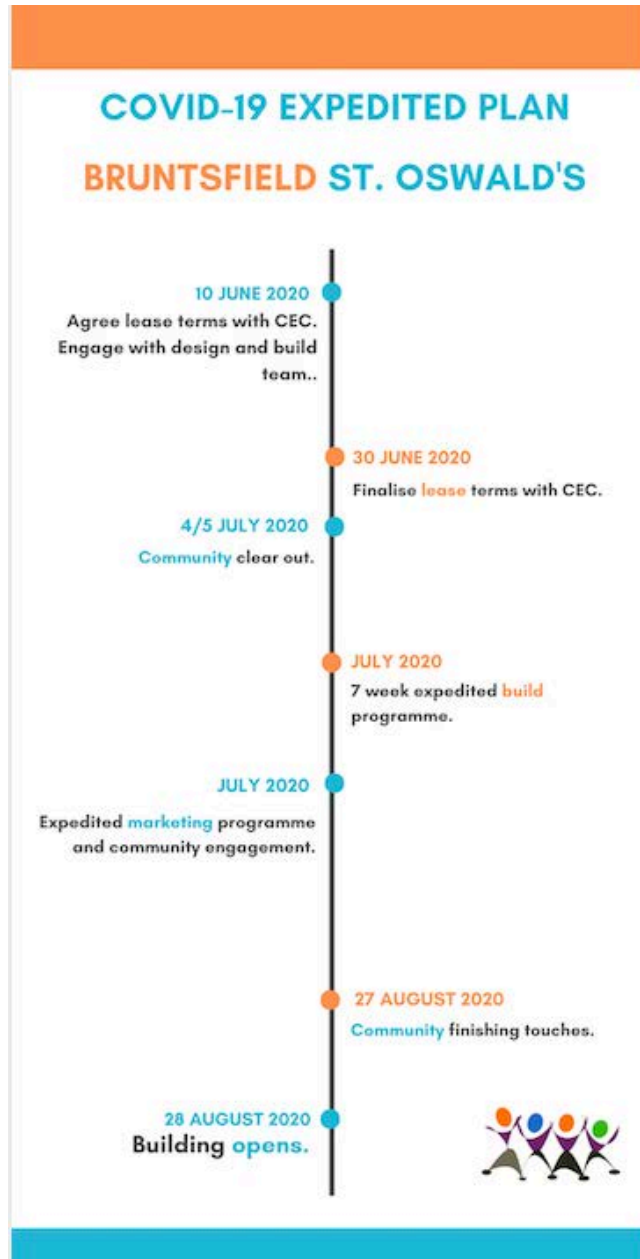 COVID-19 EXPEDITED PLAN
BRUNTSFIELD ST. OSWALD'S
10 JUNE 2020
Agree lease terms with CEC.
Engage with design and build
team..
30 JUNE 2020
Finalise lease terms with CEC.
4/5 JULY 2020
Community clear out.
JULY 2020
7 week expedited build
programme.
JULY 2020
Expedited marketing programme
and community engagement.
27 AUGUST 2020
Community finishing touches.
28 AUGUST 2020
Building opens.